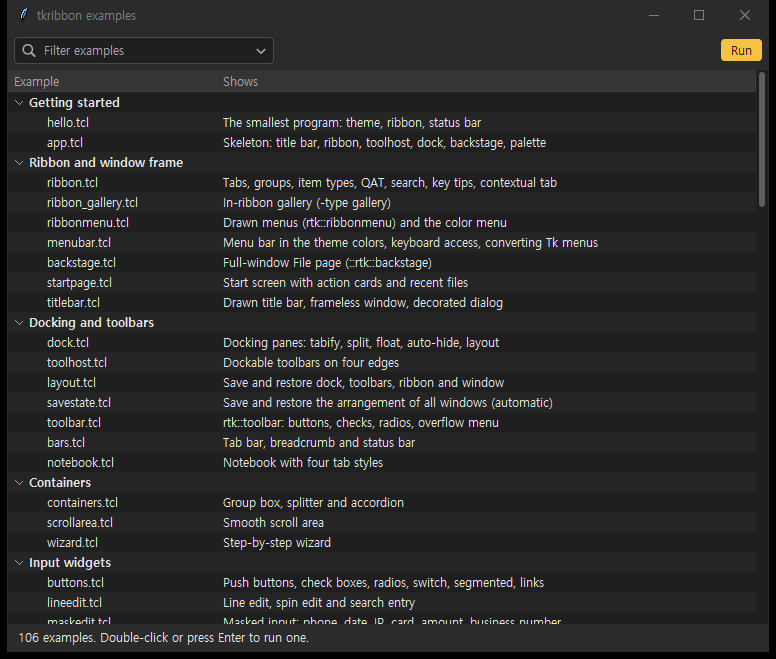 tkribbon examples
Filter examples
Run
Example Shows
Getting started
hello.tcl The smallest program: theme, ribbon, status bar
app.tcl Skeleton: title bar, ribbon, toolhost, dock, backstage, palette
Ribbon and window frame
ribbon.tcl Tabs, groups, item types, QAT, search, key tips, contextual tab
ribbon_gallery.tcl In-ribbon gallery (-type gallery)
ribbonmenu.tcl Drawn menus (rtk::ribbonmenu) and the color menu
menubar.tcl Menu bar in the theme colors, keyboard access, converting Tk menus
backstage.tcl Full-window File page (::rtk::backstage)
startpage.tcl Start screen with action cards and recent files
titlebar.tcl Drawn title bar, frameless window, decorated dialog
Docking and toolbars
dock.tcl Docking panes: tabify, split, float, auto-hide, layout
toolhost.tcl Dockable toolbars on four edges
layout.tcl Save and restore dock, toolbars, ribbon and window
savestate.tcl Save and restore the arrangement of all windows (automatic)
toolbar.tcl rtk::toolbar: buttons, checks, radios, overflow menu
bars.tcl Tab bar, breadcrumb and status bar
notebook.tcl Notebook with four tab styles
Containers
containers.tcl Group box, splitter and accordion
scrollarea.tcl Smooth scroll area
wizard.tcl Step-by-step wizard
Input widgets
buttons.tcl Push buttons, check boxes, radios, switch, segmented, links
lineedit.tcl Line edit, spin edit and search entry
maskedit.tcl Masked input: phone, date, IP, card, amount, business number
106 examples. Double-click or press Enter to run one.